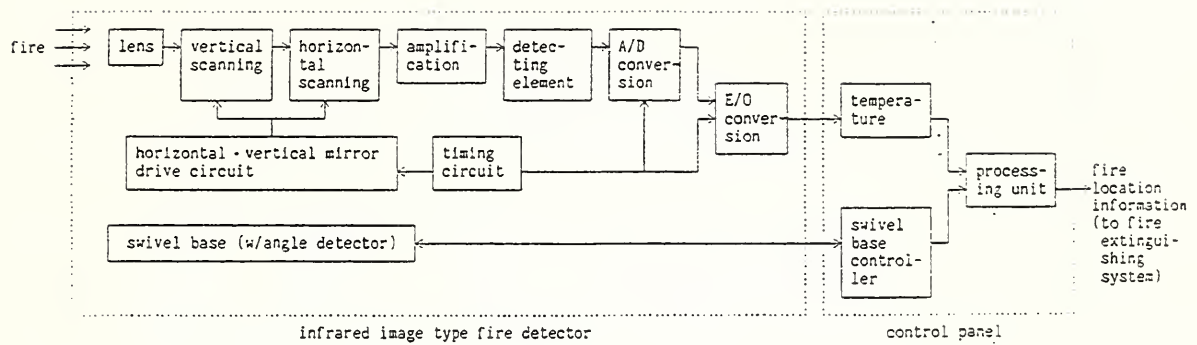 fire
lens
vertical
scanning
horizon-
tal
scanning
amplifi-
cation
detec-
ting
element
A/D
conver-
sion
E/O
conver-
sion
tempera-
ture
horizontal · vertical mirror
drive circuit
timing
circuit
process-
ing unit
fire
location
information
(to fire
extingui-
shing
system)
swivel base (w/angle detector)
swivel
base
control-
ler
infrared image type fire detector
control panel